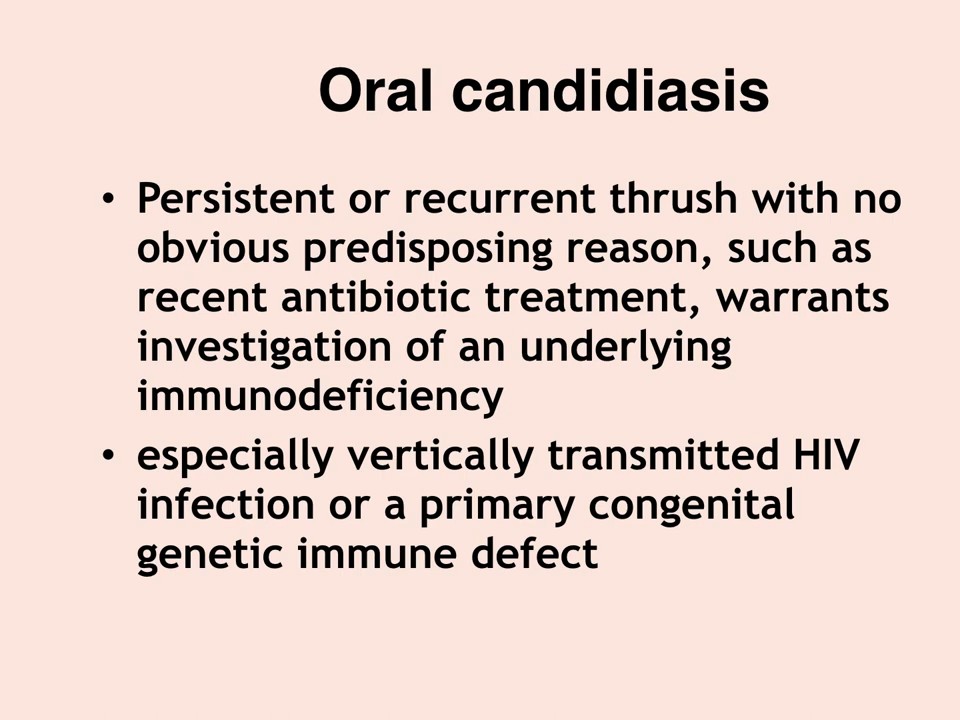 Oral candidiasis
• Persistent or recurrent thrush with no
obvious predisposing reason, such as
recent antibiotic treatment, warrants
investigation of an underlying
immunodeficiency
• especially vertically transmitted HIV
infection or a primary congenital
genetic immune defect